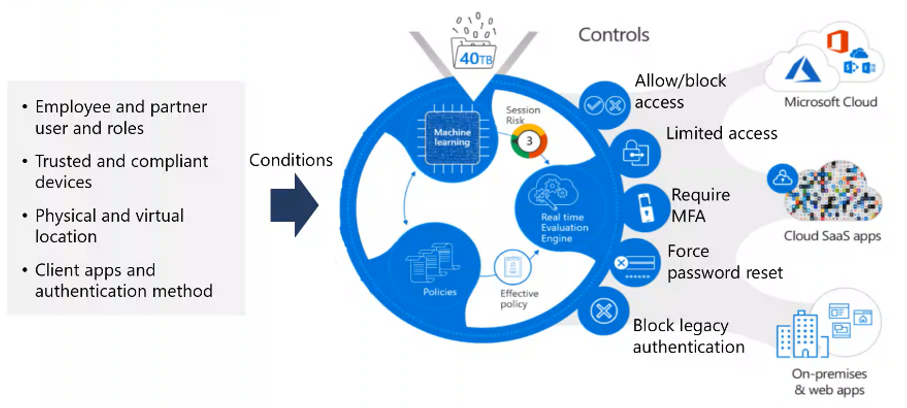 • Employee and partner
user and roles
• Trusted and compliant
devices
• Physical and virtual
location
• Client apps and
authentication method
Conditions
40TB
Machine
learning
Session
Risk
3
Real time
Evaluation
Engine
Policies
Effective
policy
Controls
Allow/block
access
Limited access
Require
MFA
Force
password reset
Block legacy
authentication
Microsoft Cloud
Cloud SaaS apps
On-premises
& web apps